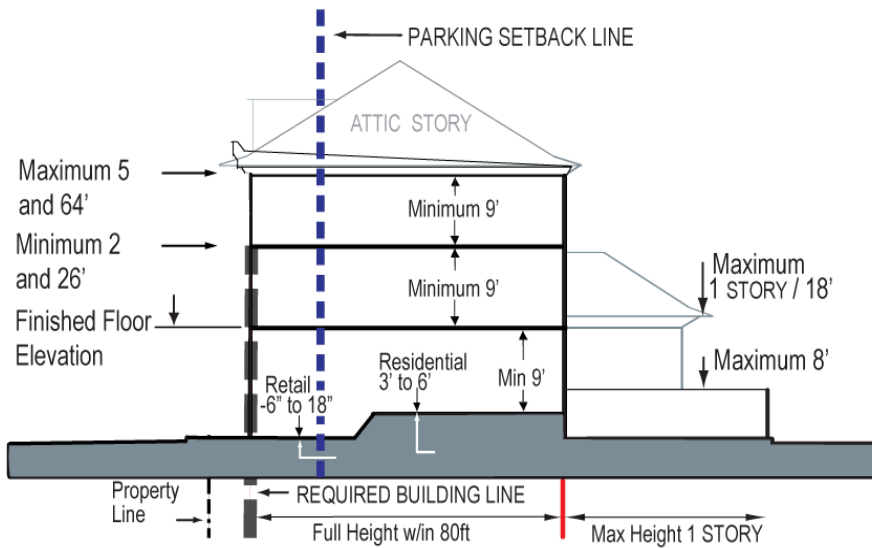 PARKING SETBACK LINE
ATTIC STORY
Maximum 5
and 64’
Minimum 9’
Minimum 2
and 26’
Maximum
1 STORY / 18’
Minimum 9’
Finished Floor
Elevation
Residential
3’ to 6’
Min 9’
Maximum 8’
Retail
-6” to 18”
Property
Line
REQUIRED BUILDING LINE
Full Height w/in 80ft
Max Height 1 STORY